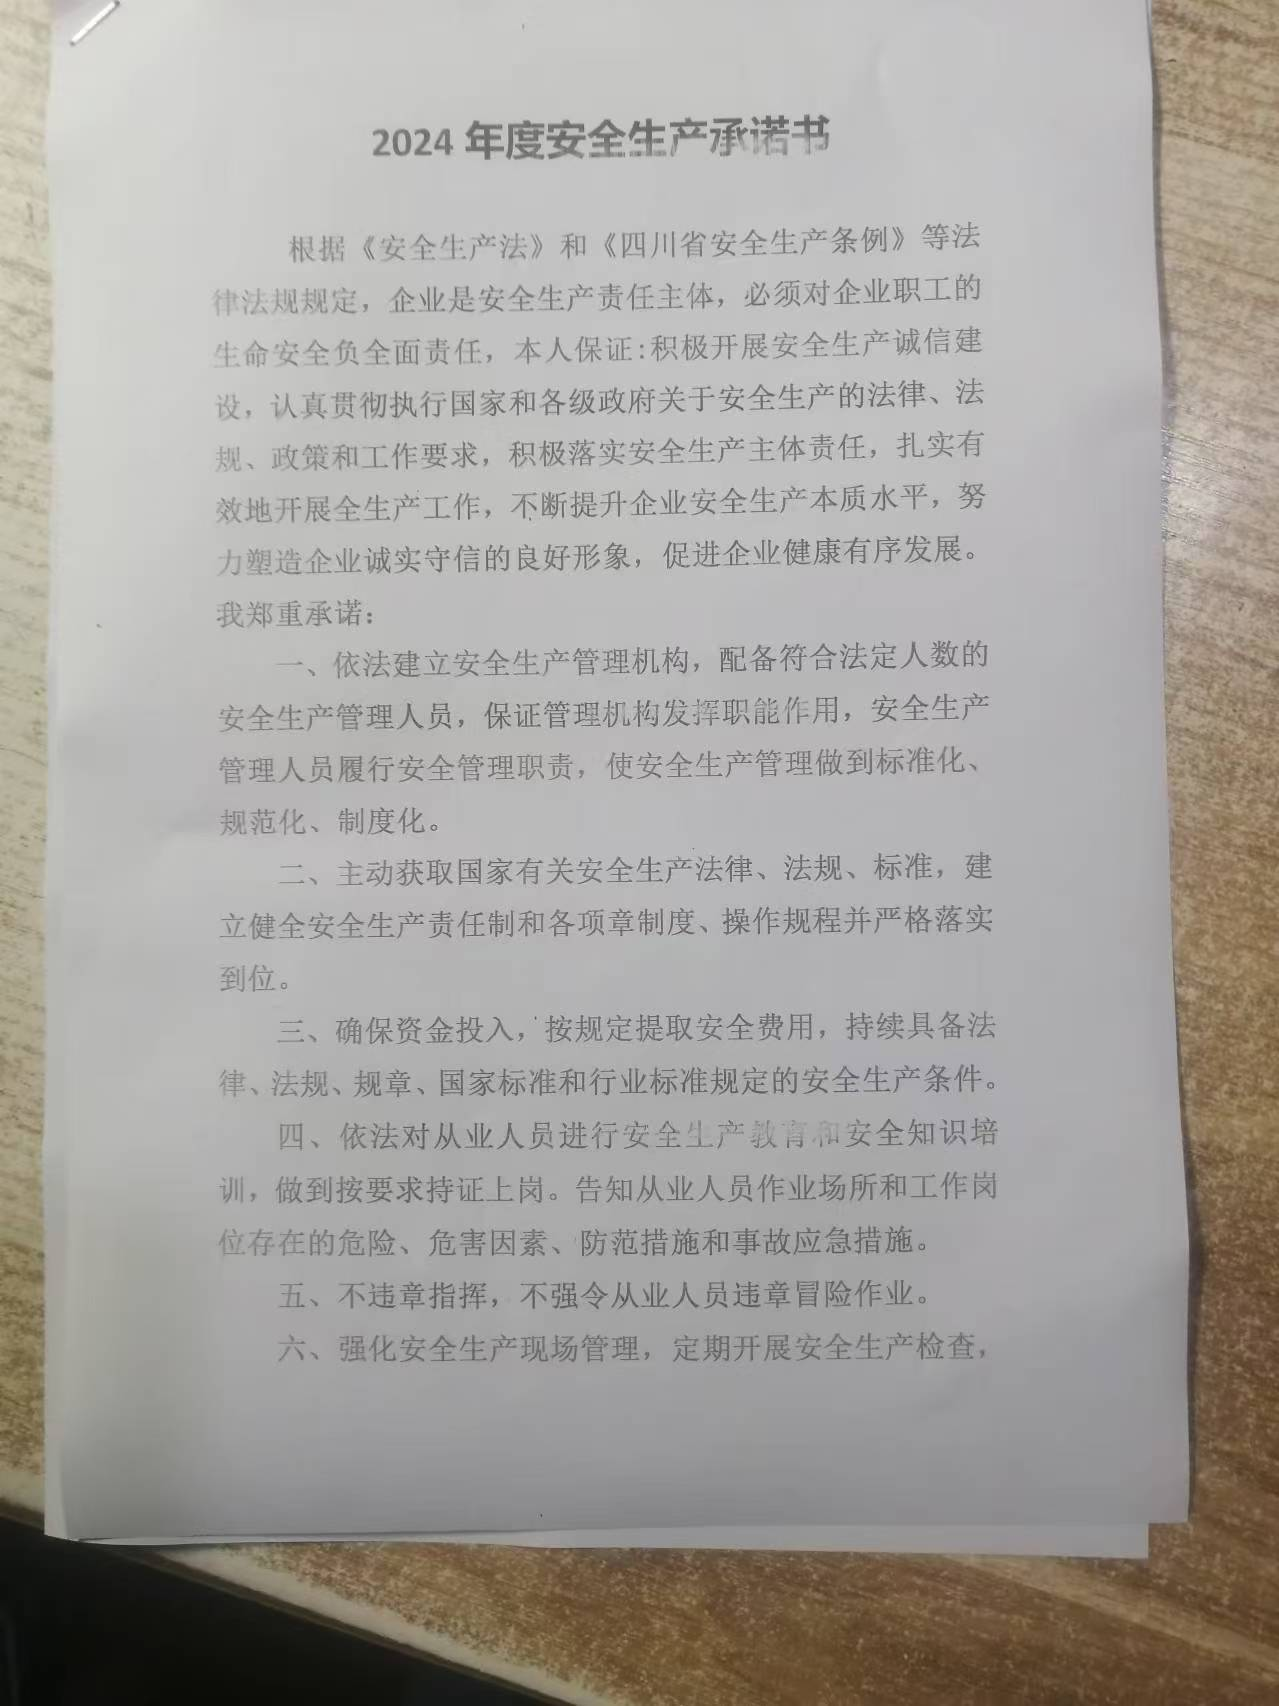 2024 年度安全生产承诺书
根据《安全生产法》和《四川省安全生产条例》等法
律法规规定，企业是安全生产责任主体，必须对企业职工的
生命安全负全面责任，本人保证:积极开展安全生产诚信建
设，认真贯彻执行国家和各级政府关于安全生产的法律、法
规、政策和工作要求，积极落实安全生产主体责任，扎实有
效地开展全生产工作，不断提升企业安全生产本质水平，努
力塑造企业诚实守信的良好形象，促进企业健康有序发展。
我郑重承诺：
一、依法建立安全生产管理机构，配备符合法定人数的
安全生产管理人员，保证管理机构发挥职能作用，安全生产
管理人员履行安全管理职责，使安全生产管理做到标准化、
规范化、制度化。
二、主动获取国家有关安全生产法律、法规、标准，建
立健全安全生产责任制和各项章制度、操作规程并严格落实
到位。
三、确保资金投入，按规定提取安全费用，持续具备法
律、法规、规章、国家标准和行业标准规定的安全生产条件。
四、依法对从业人员进行安全生产教育和安全知识培
训，做到按要求持证上岗。告知从业人员作业场所和工作岗
位存在的危险、危害因素、防范措施和事故应急措施。
五、不违章指挥，不强令从业人员违章冒险作业。
六、强化安全生产现场管理，定期开展安全生产检查，